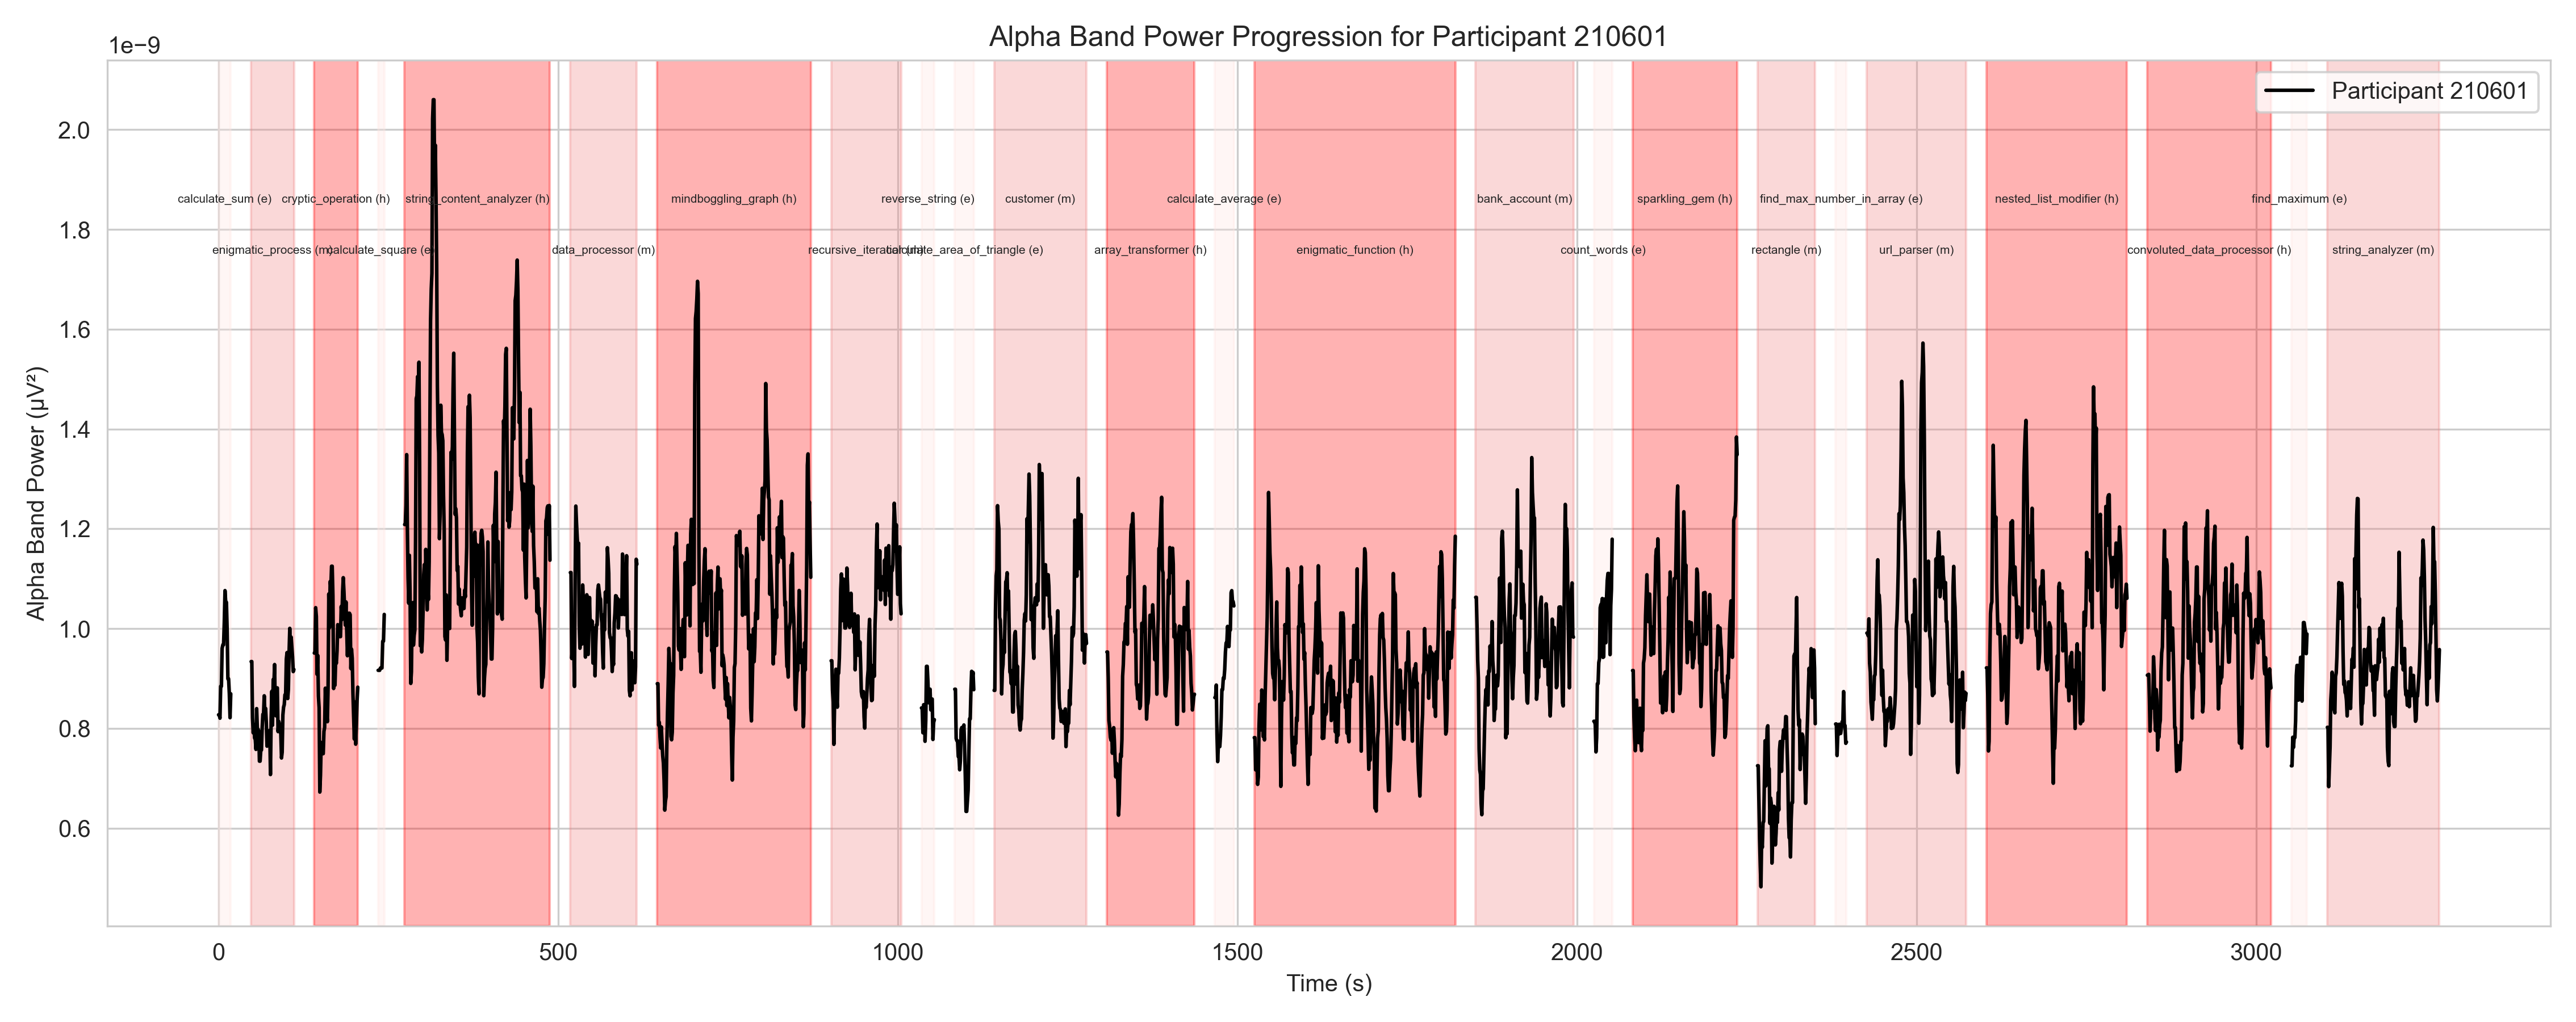 Alpha Band Power Progression for Participant 210601
1e−9
Participant 210601
2.0
1.8
1.6
1.4
1.2
1.0
0.8
0.6
Alpha Band Power (μV²)
calculate_sum (e)
cryptic_operation (h)
string_content_analyzer (h)
mindboggling_graph (h)
reverse_string (e)
customer (m)
calculate_average (e)
bank_account (m)
sparkling_gem (h)
find_max_number_in_array (e)
nested_list_modifier (h)
find_maximum (e)
enigmatic_process (m)
calculate_square (e)
data_processor (m)
recursive_iteration (m)
calculate_area_of_triangle (e)
array_transformer (h)
enigmatic_function (h)
count_words (e)
rectangle (m)
url_parser (m)
convoluted_data_processor (h)
string_analyzer (m)
0
500
1000
1500
2000
2500
3000
Time (s)